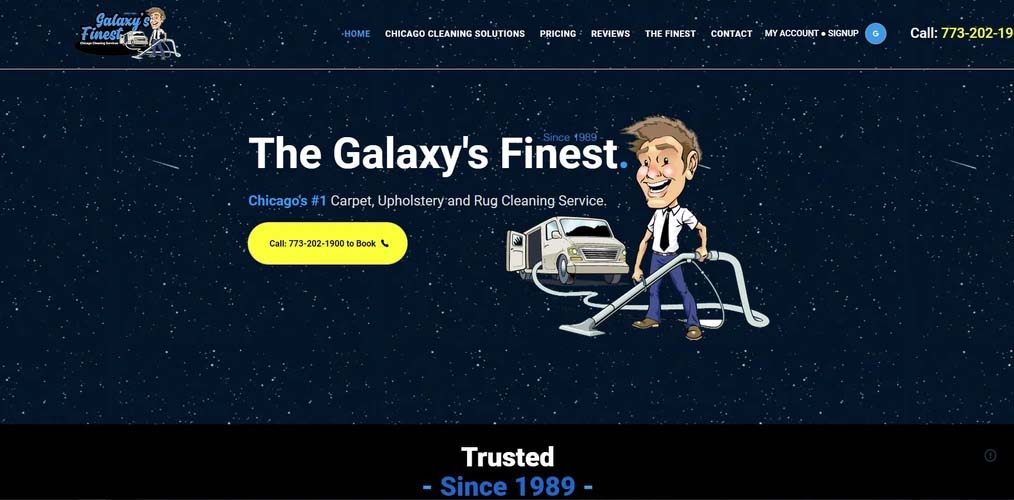 Galaxy's
Finest
Chicago Cleaning Services
HOME CHICAGO CLEANING SOLUTIONS PRICING REVIEWS THE FINEST CONTACT MY ACCOUNT • SIGNUP G Call: 773-202-19
Since 1989 -
The Galaxy's Finest.
Chicago's #1 Carpet, Upholstery and Rug Cleaning Service.
Call: 773-202-1900 to Book
Trusted
- Since 1989 -